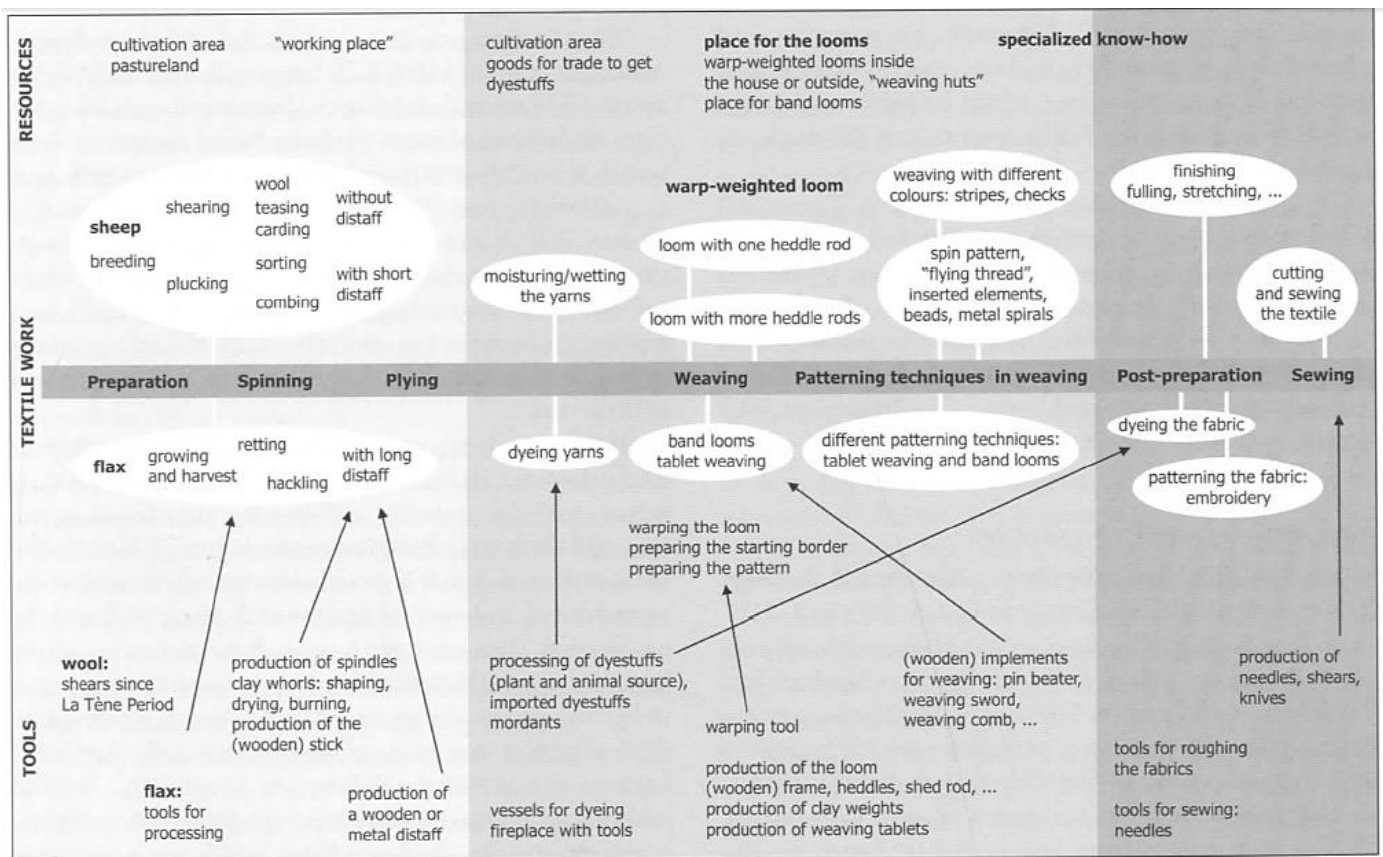 RESOURCES
cultivation area
pastureland
“working place”
cultivation area
goods for trade to get
dyestuffs
place for the looms
warp-weighted looms inside
the house or outside, “weaving huts”
place for band looms
specialized know-how
TEXTILE WORK
sheep
breeding
shearing
plucking
wool
teasing
carding
sorting
combing
without
distaff
with short
distaff
moisturing/wetting
the yarns
warp-weighted loom
loom with one heddle rod
loom with more heddle rods
weaving with different
colours: stripes, checks
spin pattern,
“flying thread”,
inserted elements,
beads, metal spirals
finishing
fulling, stretching, ...
cutting
and sewing
the textile
Preparation
Spinning
Plying
Weaving
Patterning techniques in weaving
Post-preparation
Sewing
flax
growing
and harvest
retting
hackling
with long
distaff
dyeing yarns
band looms
tablet weaving
different patterning techniques:
tablet weaving and band looms
dyeing the fabric
patterning the fabric:
embroidery
warping the loom
preparing the starting border
preparing the pattern
TOOLS
wool:
shears since
La Tène Period
flax:
tools for
processing
production of spindles
clay whorls: shaping,
drying, burning,
production of the
(wooden) stick
production of
a wooden or
metal distaff
processing of dyestuffs
(plant and animal source),
imported dyestuffs
mordants
vessels for dyeing
fireplace with tools
warping tool
production of the loom
(wooden) frame, heddles, shed rod, ...
production of clay weights
production of weaving tablets
(wooden) implements
for weaving: pin beater,
weaving sword,
weaving comb, ...
production of
needles, shears,
knives
tools for roughing
the fabrics
tools for sewing:
needles